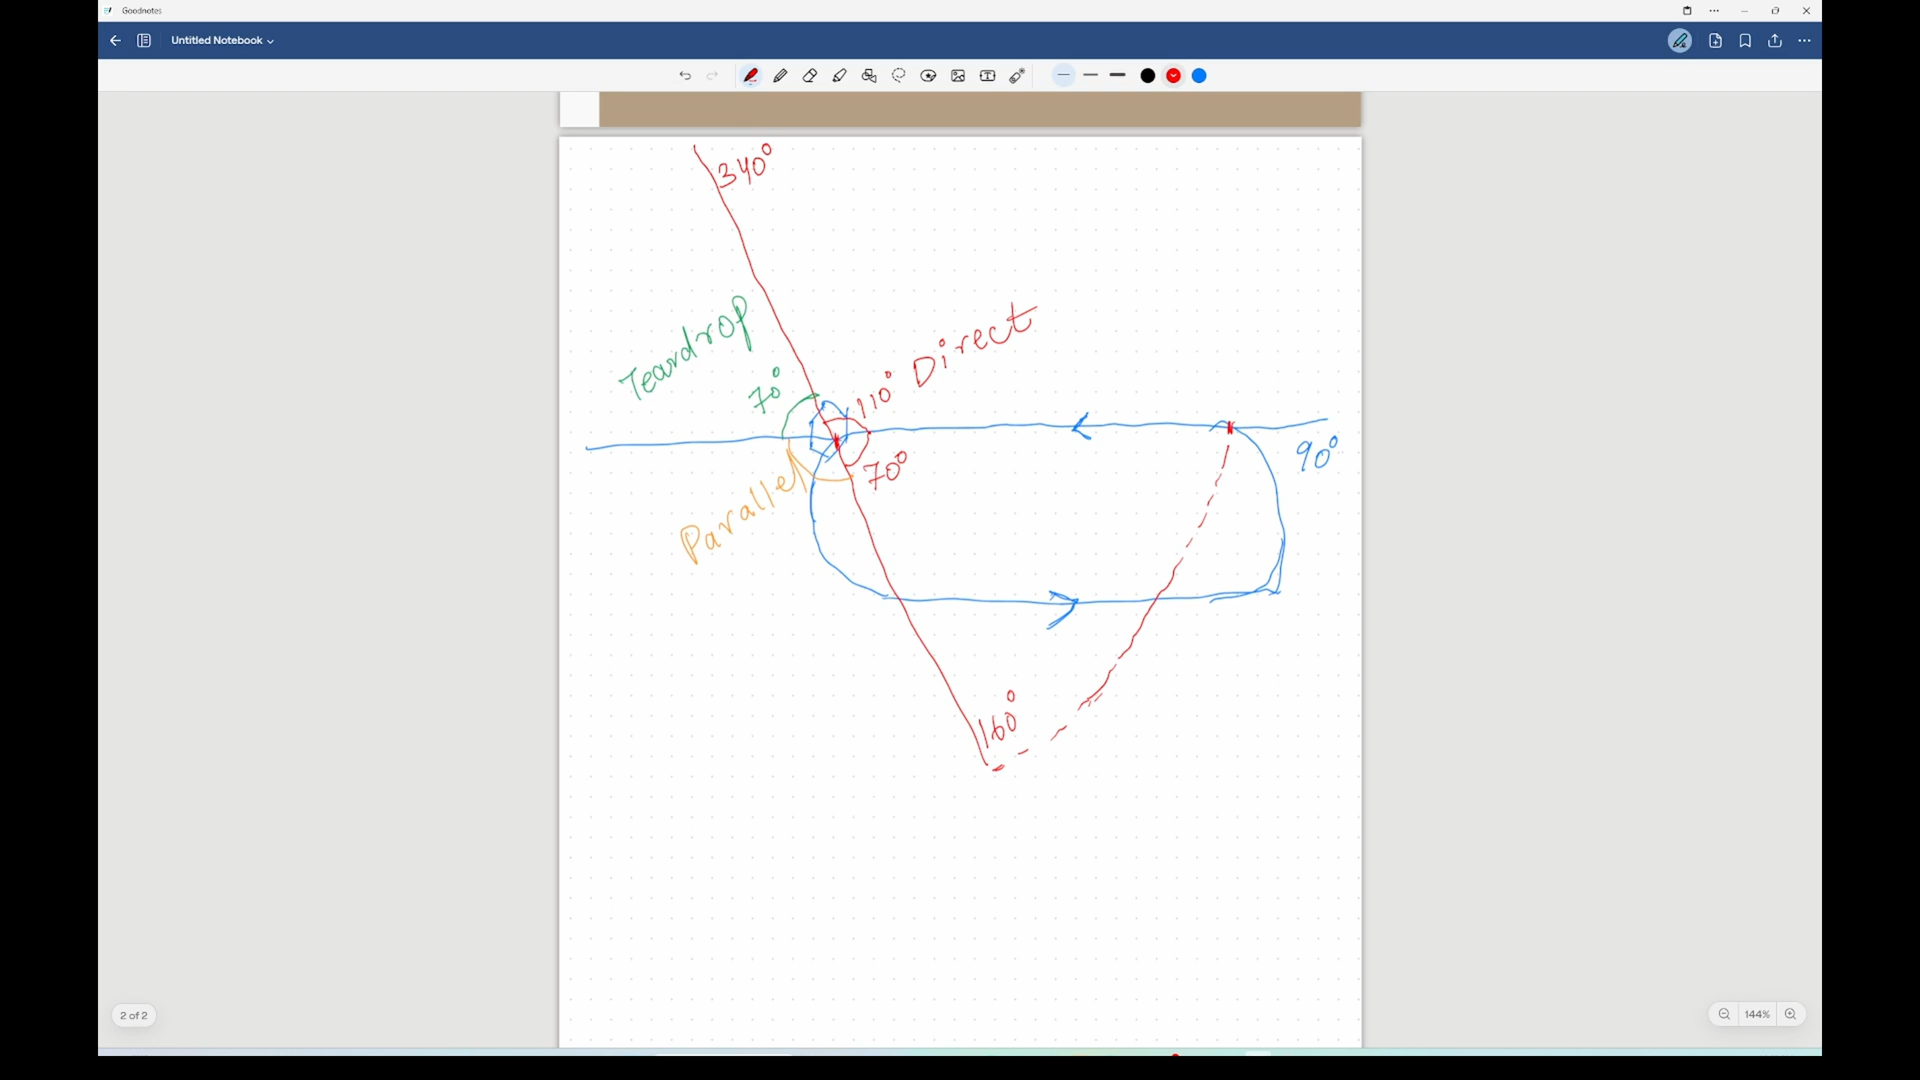 Goodnotes
Untitled Notebook
340°
Teardrop
70°
110° Direct
90°
70°
Parallel
160°
2 of 2
144%